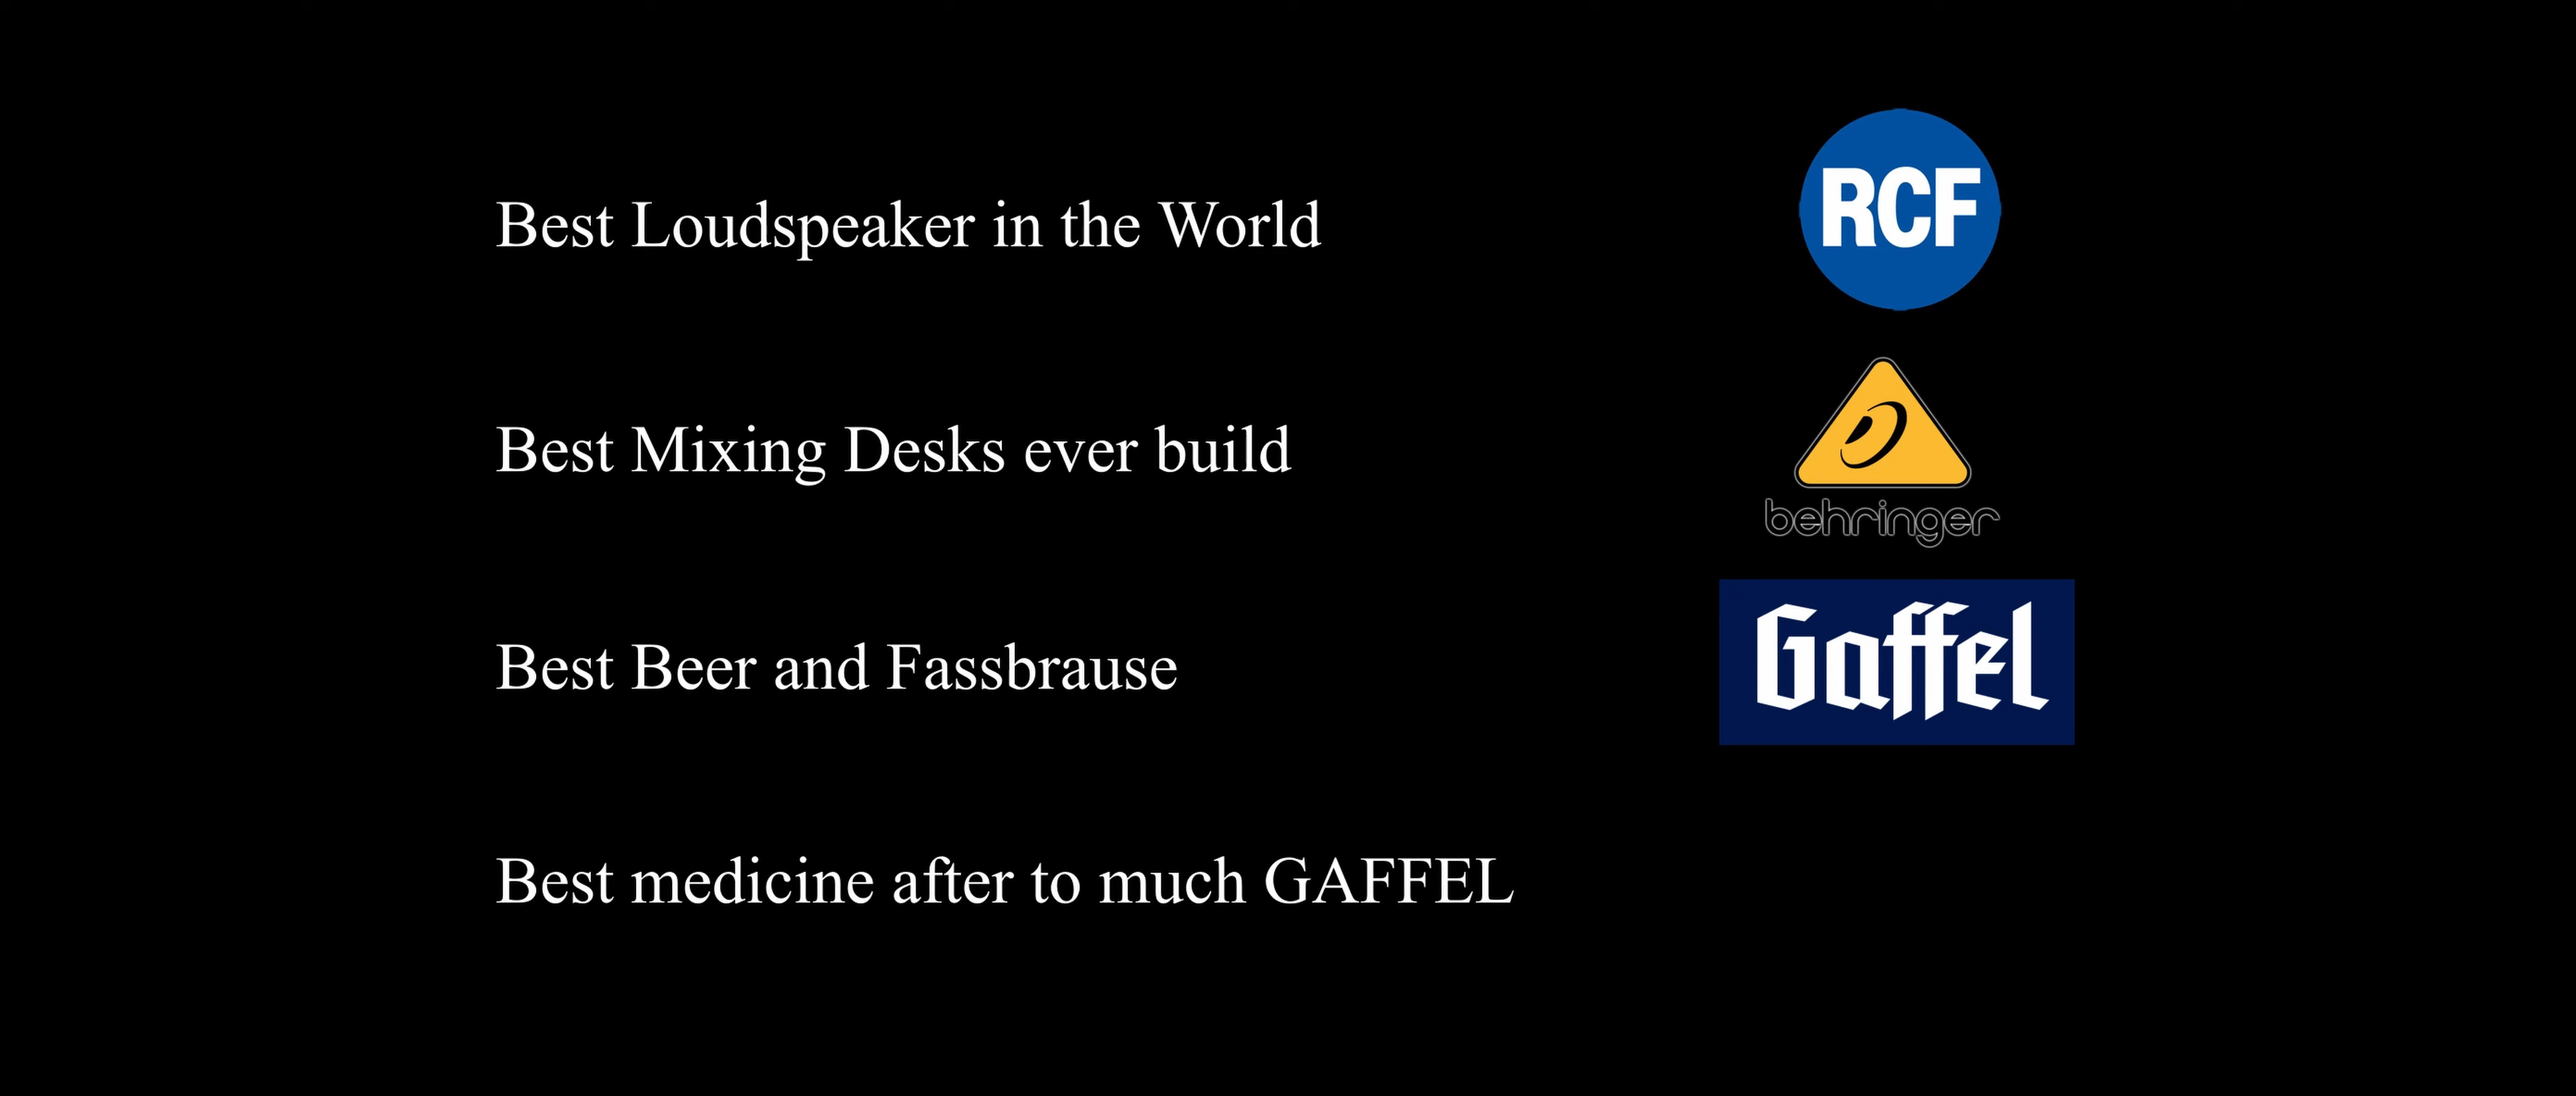 Best Loudspeaker in the World
RCF
Best Mixing Desks ever build
behringer
Best Beer and Fassbrause
Gaffel
Best medicine after to much GAFFEL